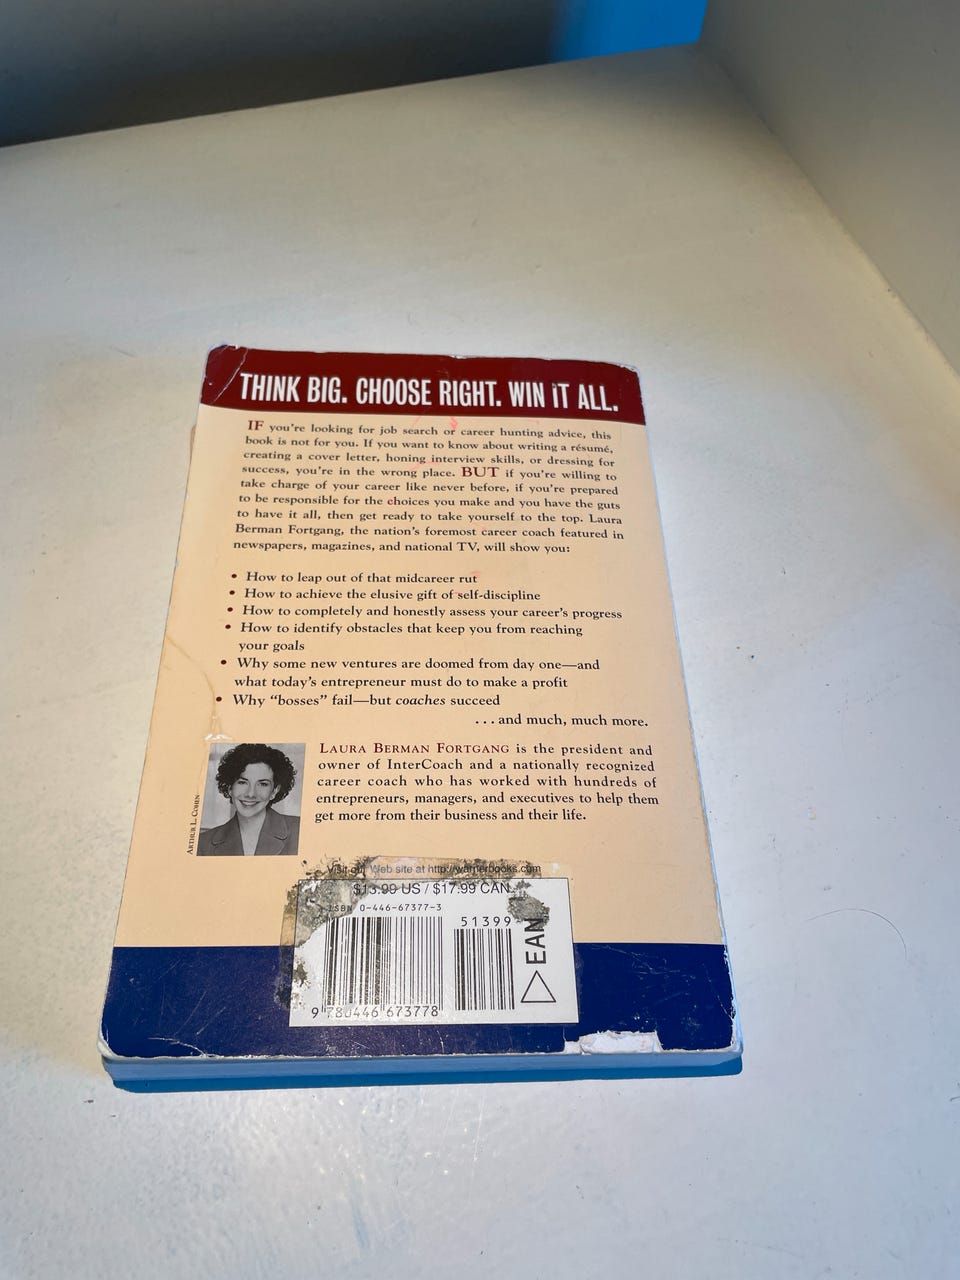 THINK BIG. CHOOSE RIGHT. WIN IT ALL.
IF you're looking for job search or career hunting advice, this
book is not for you. If you want to know about writing a résumé,
creating a cover letter, honing interview skills, or dressing for
success, you're in the wrong place. BUT if you're willing to
take charge of your career like never before, if you're prepared
to be responsible for the choices you make and you have the guts
to have it all, then get ready to take yourself to the top. Laura
Berman Fortgang, the nation's foremost career coach featured in
newspapers, magazines, and national TV, will show you:
• How to leap out of that midcareer rut
• How to achieve the elusive gift of self-discipline
• How to completely and honestly assess your career's progress
• How to identify obstacles that keep you from reaching
your goals
• Why some new ventures are doomed from day one—and
what today's entrepreneur must do to make a profit
• Why "bosses" fail—but coaches succeed
. . . and much, much more.
LAURA BERMAN FORTGANG is the president and
owner of InterCoach and a nationally recognized
career coach who has worked with hundreds of
entrepreneurs, managers, and executives to help them
get more from their business and their life.
ARTHUR L. COHEN
Visit our Web site at http://warnerbooks.com
$13.99 US / $17.99 CAN.
ISBN 0-446-67377-3
51399
EAN
9 780446 673778